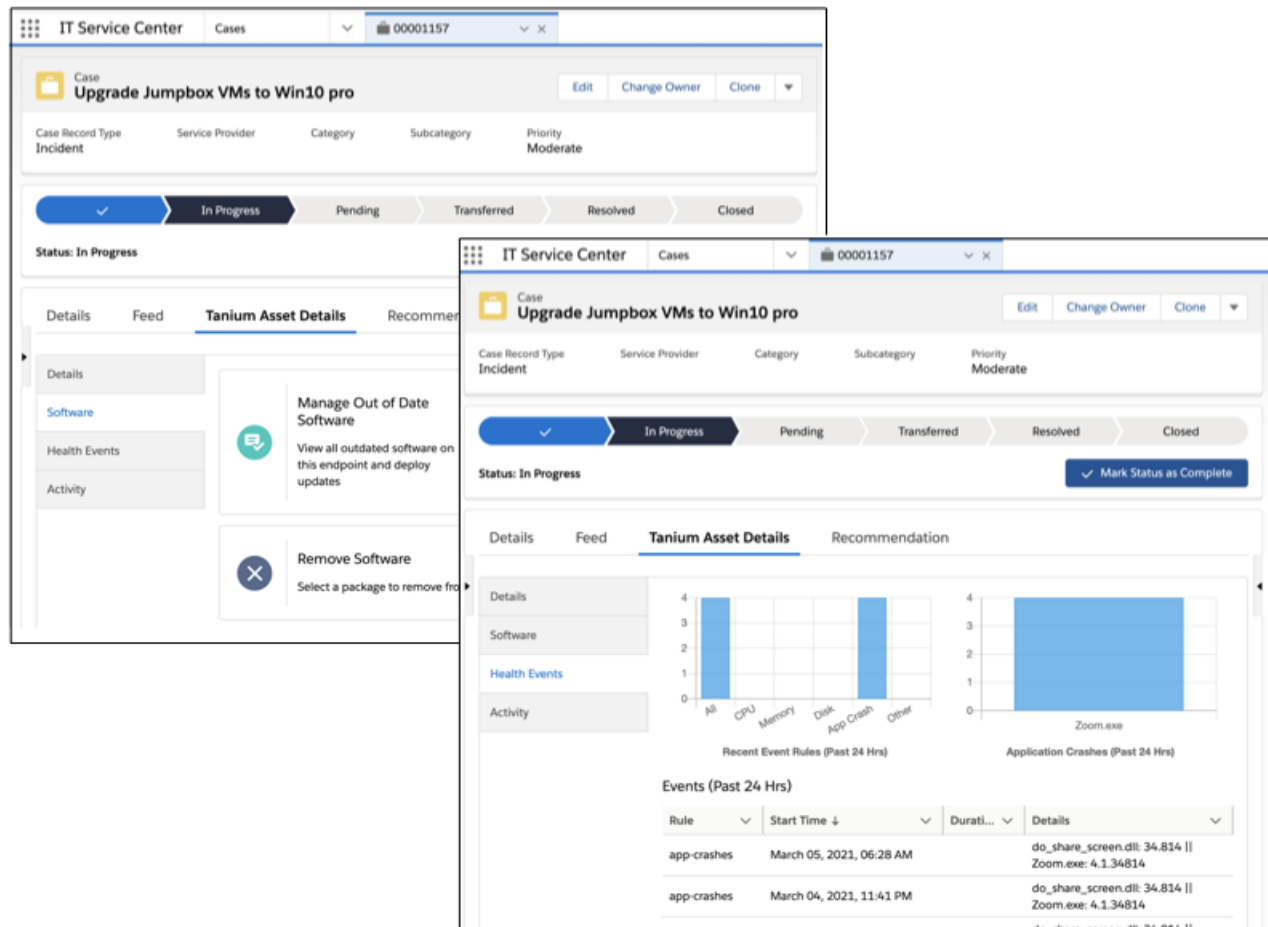 IT Service Center Cases 00001157
Case
Upgrade Jumpbox VMs to Win10 pro
Edit Change Owner Clone
Case Record Type Service Provider Category Subcategory Priority
Incident Moderate
In Progress Pending Transferred Resolved Closed
Status: In Progress
Details Feed Tanium Asset Details Recommen
Details
Software
Health Events
Activity
Manage Out of Date
Software
View all outdated software on
this endpoint and deploy
updates
Remove Software
Select a package to remove fro
IT Service Center Cases 00001157
Case
Upgrade Jumpbox VMs to Win10 pro
Edit Change Owner Clone
Case Record Type Service Provider Category Subcategory Priority
Incident Moderate
In Progress Pending Transferred Resolved Closed
Status: In Progress
Mark Status as Complete
Details Feed Tanium Asset Details Recommendation
Details
Software
Health Events
Activity
4
3
2
1
0
All CPU Memory Disk App Crash Other
Recent Event Rules (Past 24 Hrs)
4
3
2
1
0
Zoom.exe
Application Crashes (Past 24 Hrs)
Events (Past 24 Hrs)
Rule Start Time ↓ Durati... Details
app-crashes March 05, 2021, 06:28 AM do_share_screen.dll: 34.814 ||
Zoom.exe: 4.1.34814
app-crashes March 04, 2021, 11:41 PM do_share_screen.dll: 34.814 ||
Zoom.exe: 4.1.34814